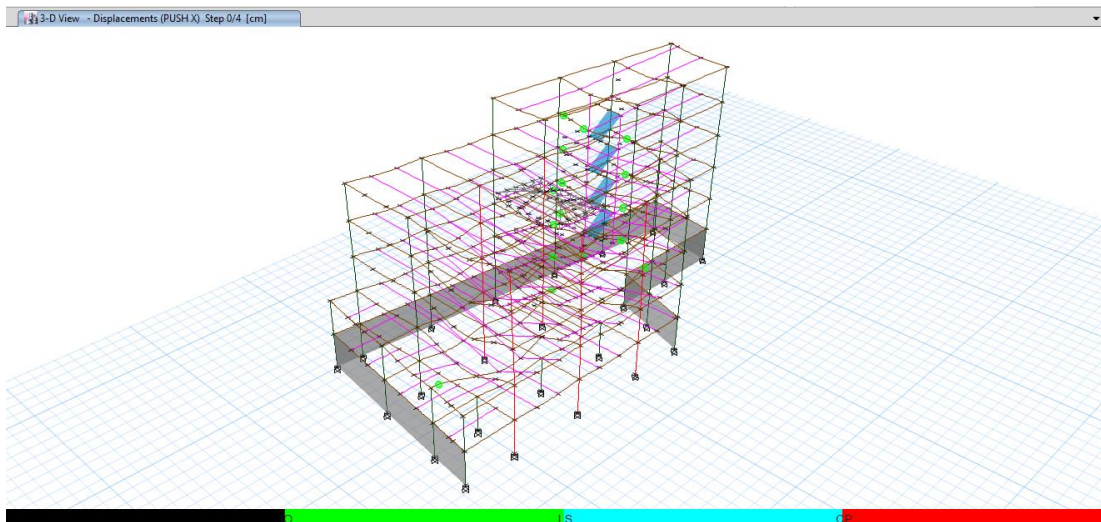 3-D View - Displacements (PUSH X) Step 0/4 [cm]
IO LS CP